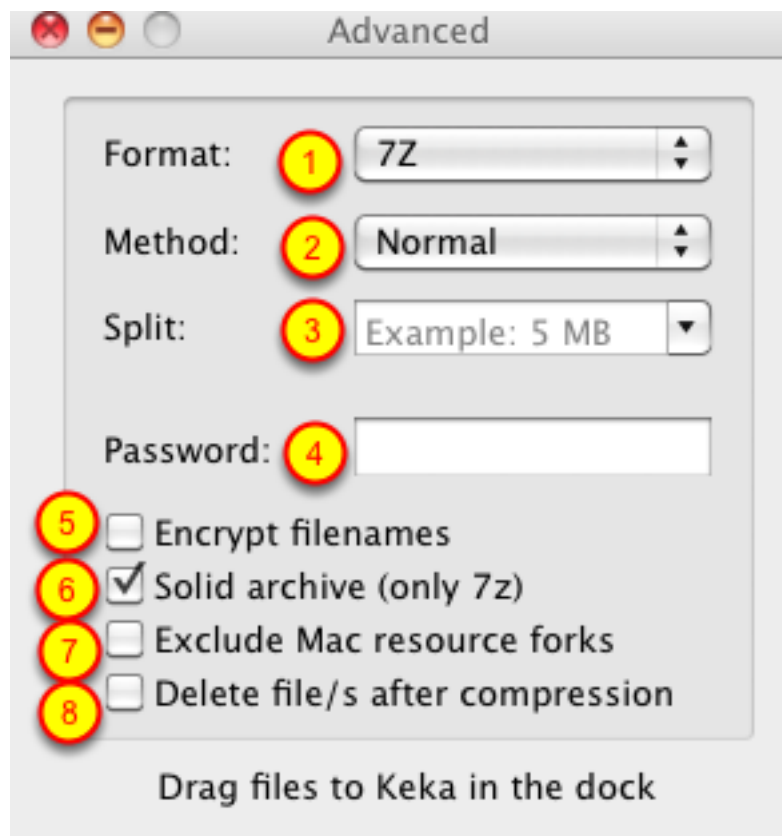 Advanced
Format: 1 7Z
Method: 2 Normal
Split: 3 Example: 5 MB
Password: 4
5 Encrypt filenames
6 Solid archive (only 7z)
7 Exclude Mac resource forks
8 Delete file/s after compression
Drag files to Keka in the dock